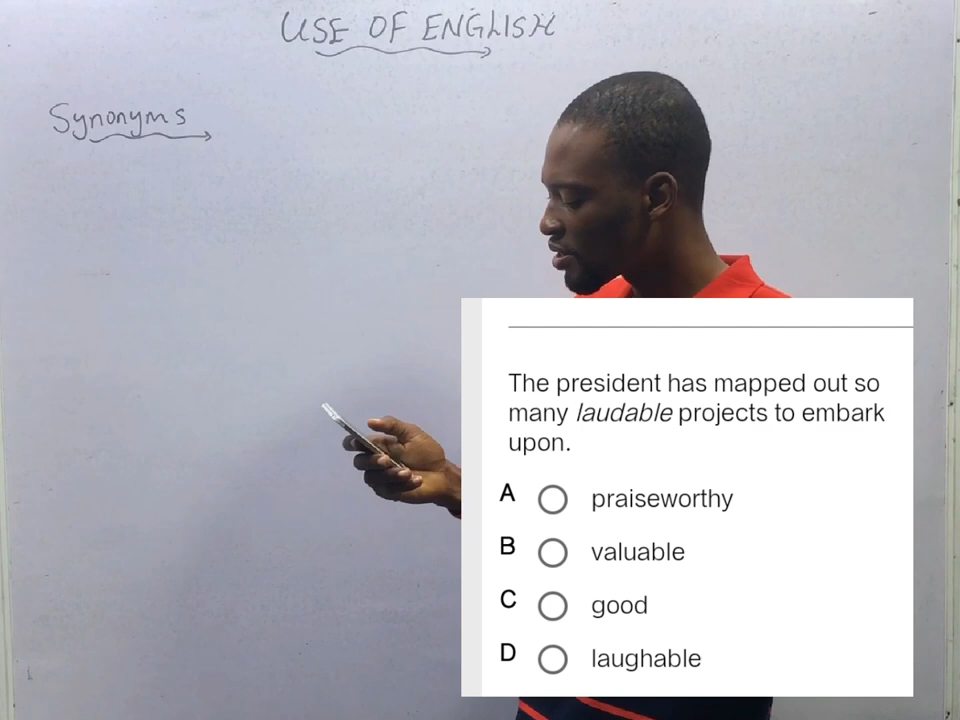 USE OF ENGLISH
Synonyms
The president has mapped out so
many laudable projects to embark
upon.
A praiseworthy
B valuable
C good
D laughable